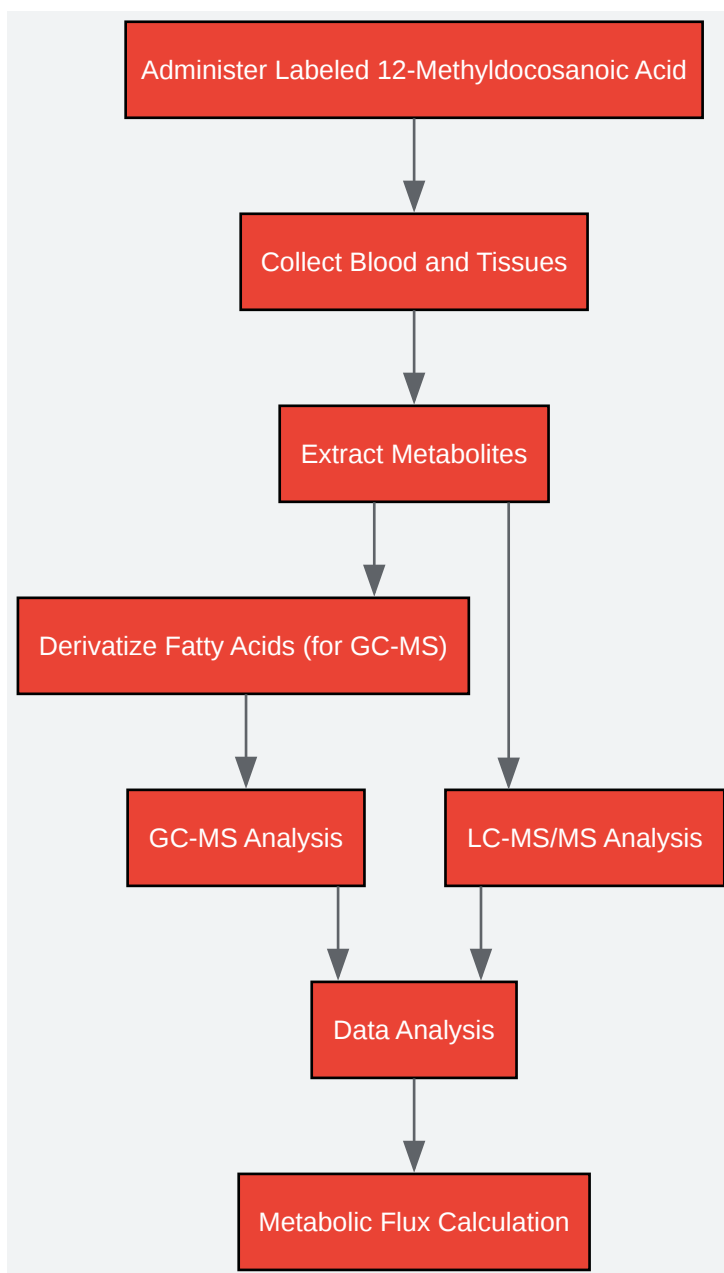 Administer Labeled 12-Methyldocosanoic Acid
Collect Blood and Tissues
Extract Metabolites
Derivatize Fatty Acids (for GC-MS)
GC-MS Analysis
LC-MS/MS Analysis
Data Analysis
Metabolic Flux Calculation